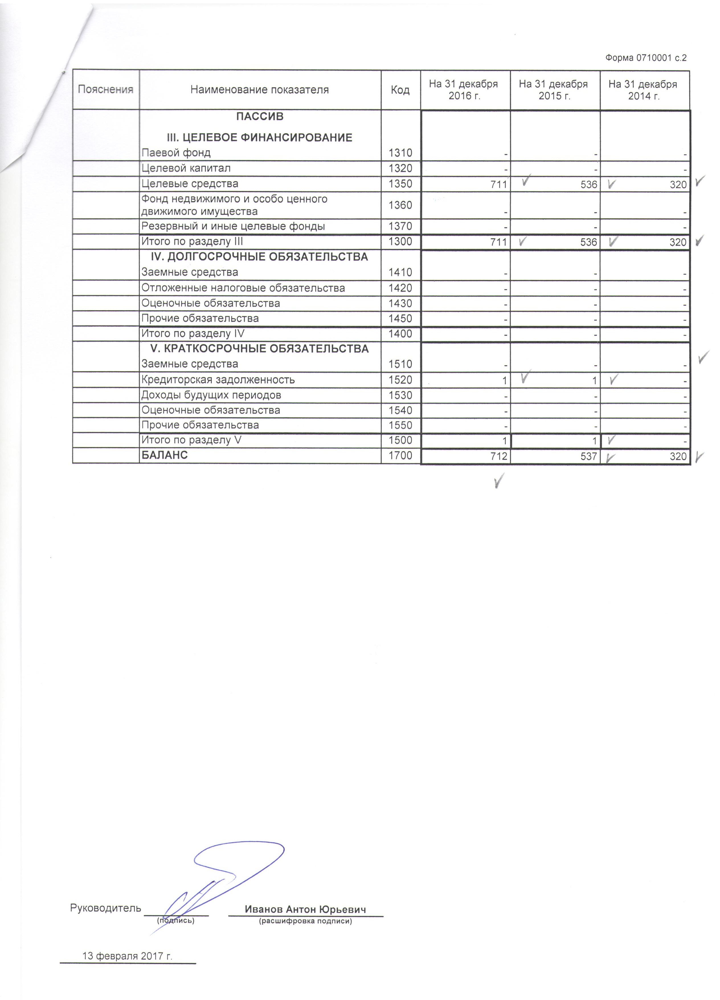 Форма 0710001 с.2
Пояснения Наименование показателя Код На 31 декабря 2016 г. На 31 декабря 2015 г. На 31 декабря 2014 г.
ПАССИВ
III. ЦЕЛЕВОЕ ФИНАНСИРОВАНИЕ
Паевой фонд 1310 - - -
Целевой капитал 1320 - - -
Целевые средства 1350 711 536 320
Фонд недвижимого и особо ценного
движимого имущества 1360 - - -
Резервный и иные целевые фонды 1370 - - -
Итого по разделу III 1300 711 536 320
IV. ДОЛГОСРОЧНЫЕ ОБЯЗАТЕЛЬСТВА
Заемные средства 1410 - - -
Отложенные налоговые обязательства 1420 - - -
Оценочные обязательства 1430 - - -
Прочие обязательства 1450 - - -
Итого по разделу IV 1400 - - -
V. КРАТКОСРОЧНЫЕ ОБЯЗАТЕЛЬСТВА
Заемные средства 1510 - - -
Кредиторская задолженность 1520 1 1 -
Доходы будущих периодов 1530 - - -
Оценочные обязательства 1540 - - -
Прочие обязательства 1550 - - -
Итого по разделу V 1500 1 1 -
БАЛАНС 1700 712 537 320
Руководитель Иванов Антон Юрьевич
(подпись) (расшифровка подписи)
13 февраля 2017 г.